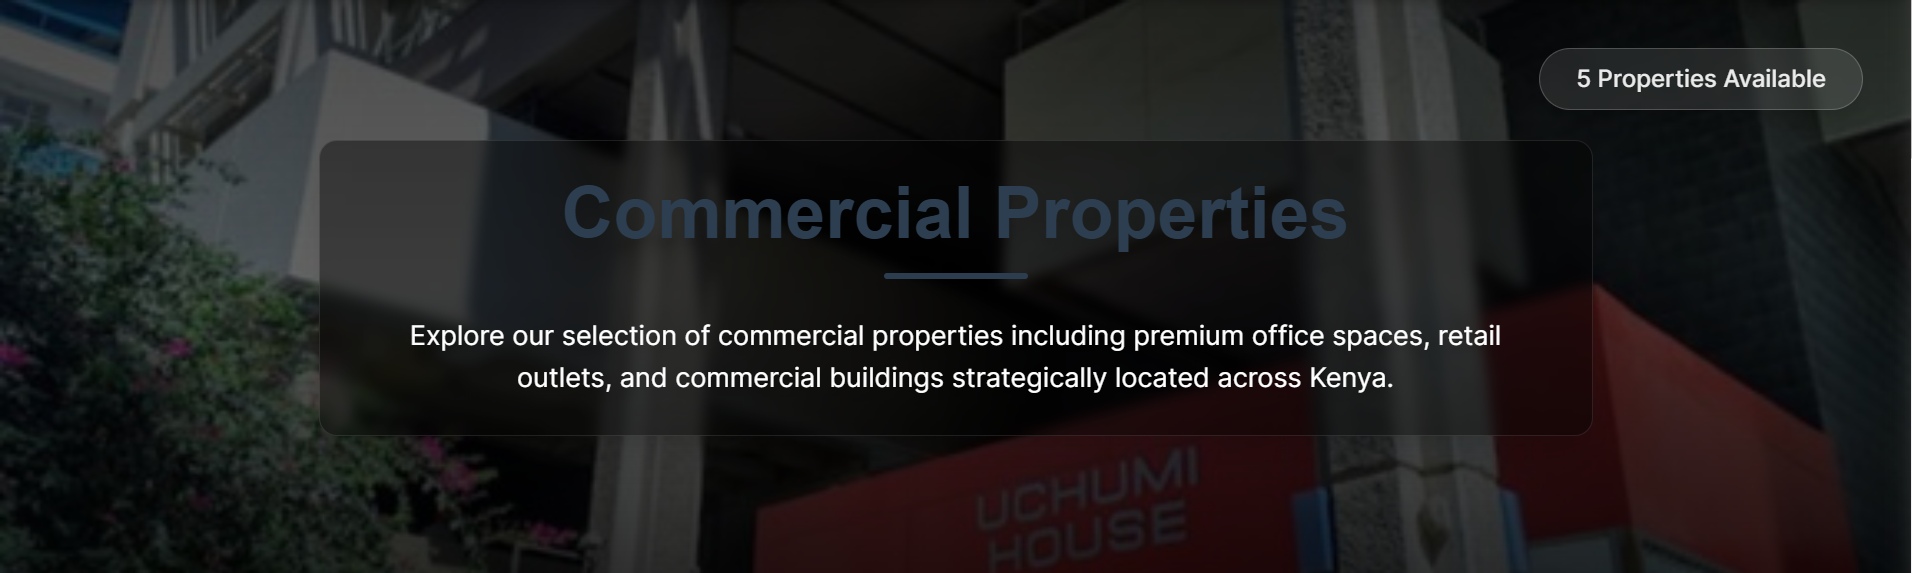 5 Properties Available
Commercial Properties
Explore our selection of commercial properties including premium office spaces, retail
outlets, and commercial buildings strategically located across Kenya.
UCHUMI
HOUSE